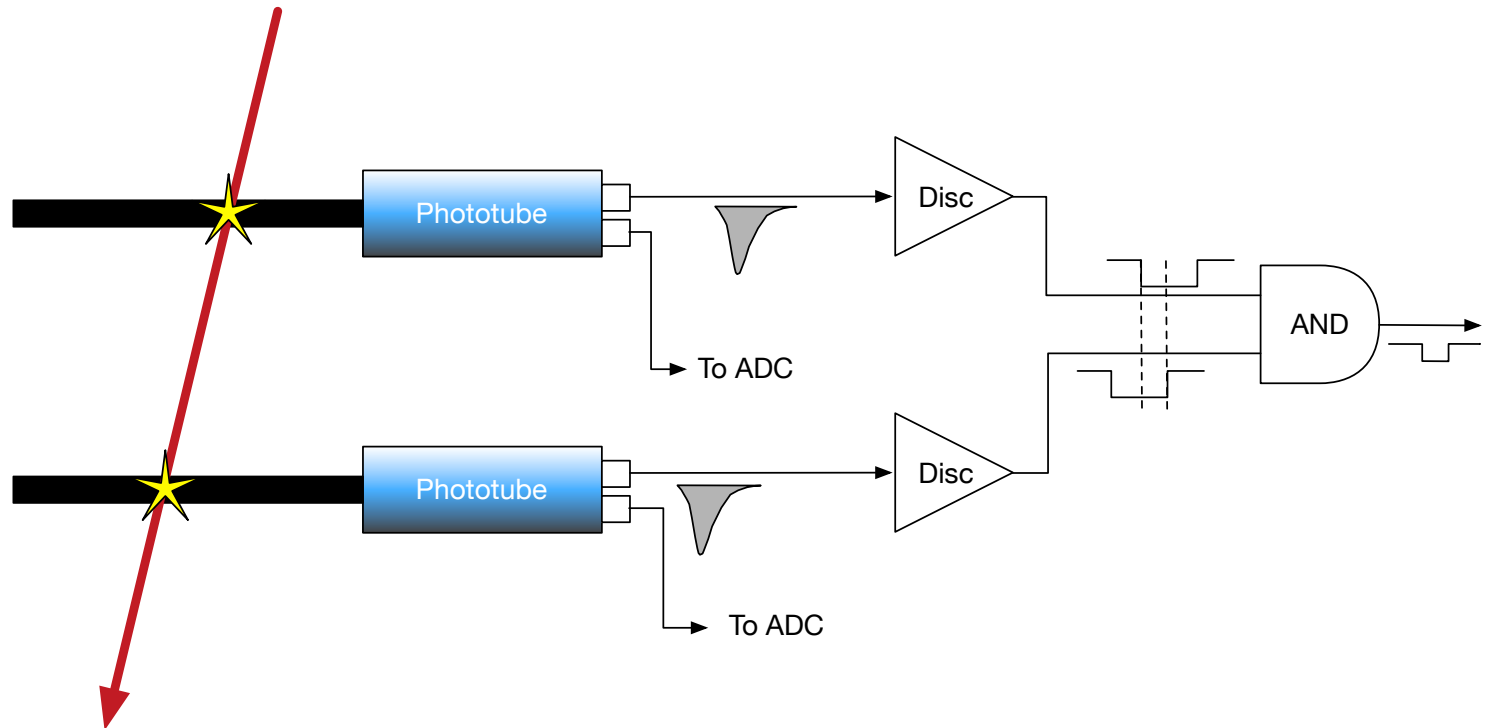 Phototube
Disc
To ADC
AND
Phototube
Disc
To ADC